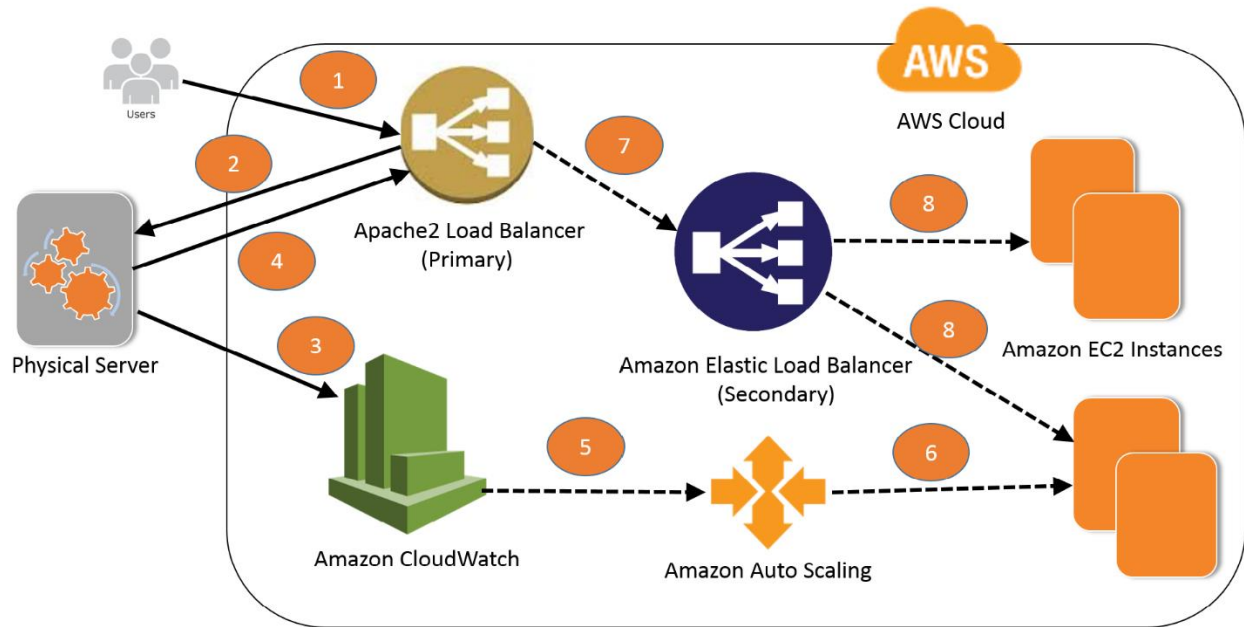 AWS
AWS Cloud
Users
1
2
7
8
Apache2 Load Balancer
(Primary)
4
3
8
Physical Server
Amazon Elastic Load Balancer
(Secondary)
Amazon EC2 Instances
5
6
Amazon CloudWatch
Amazon Auto Scaling